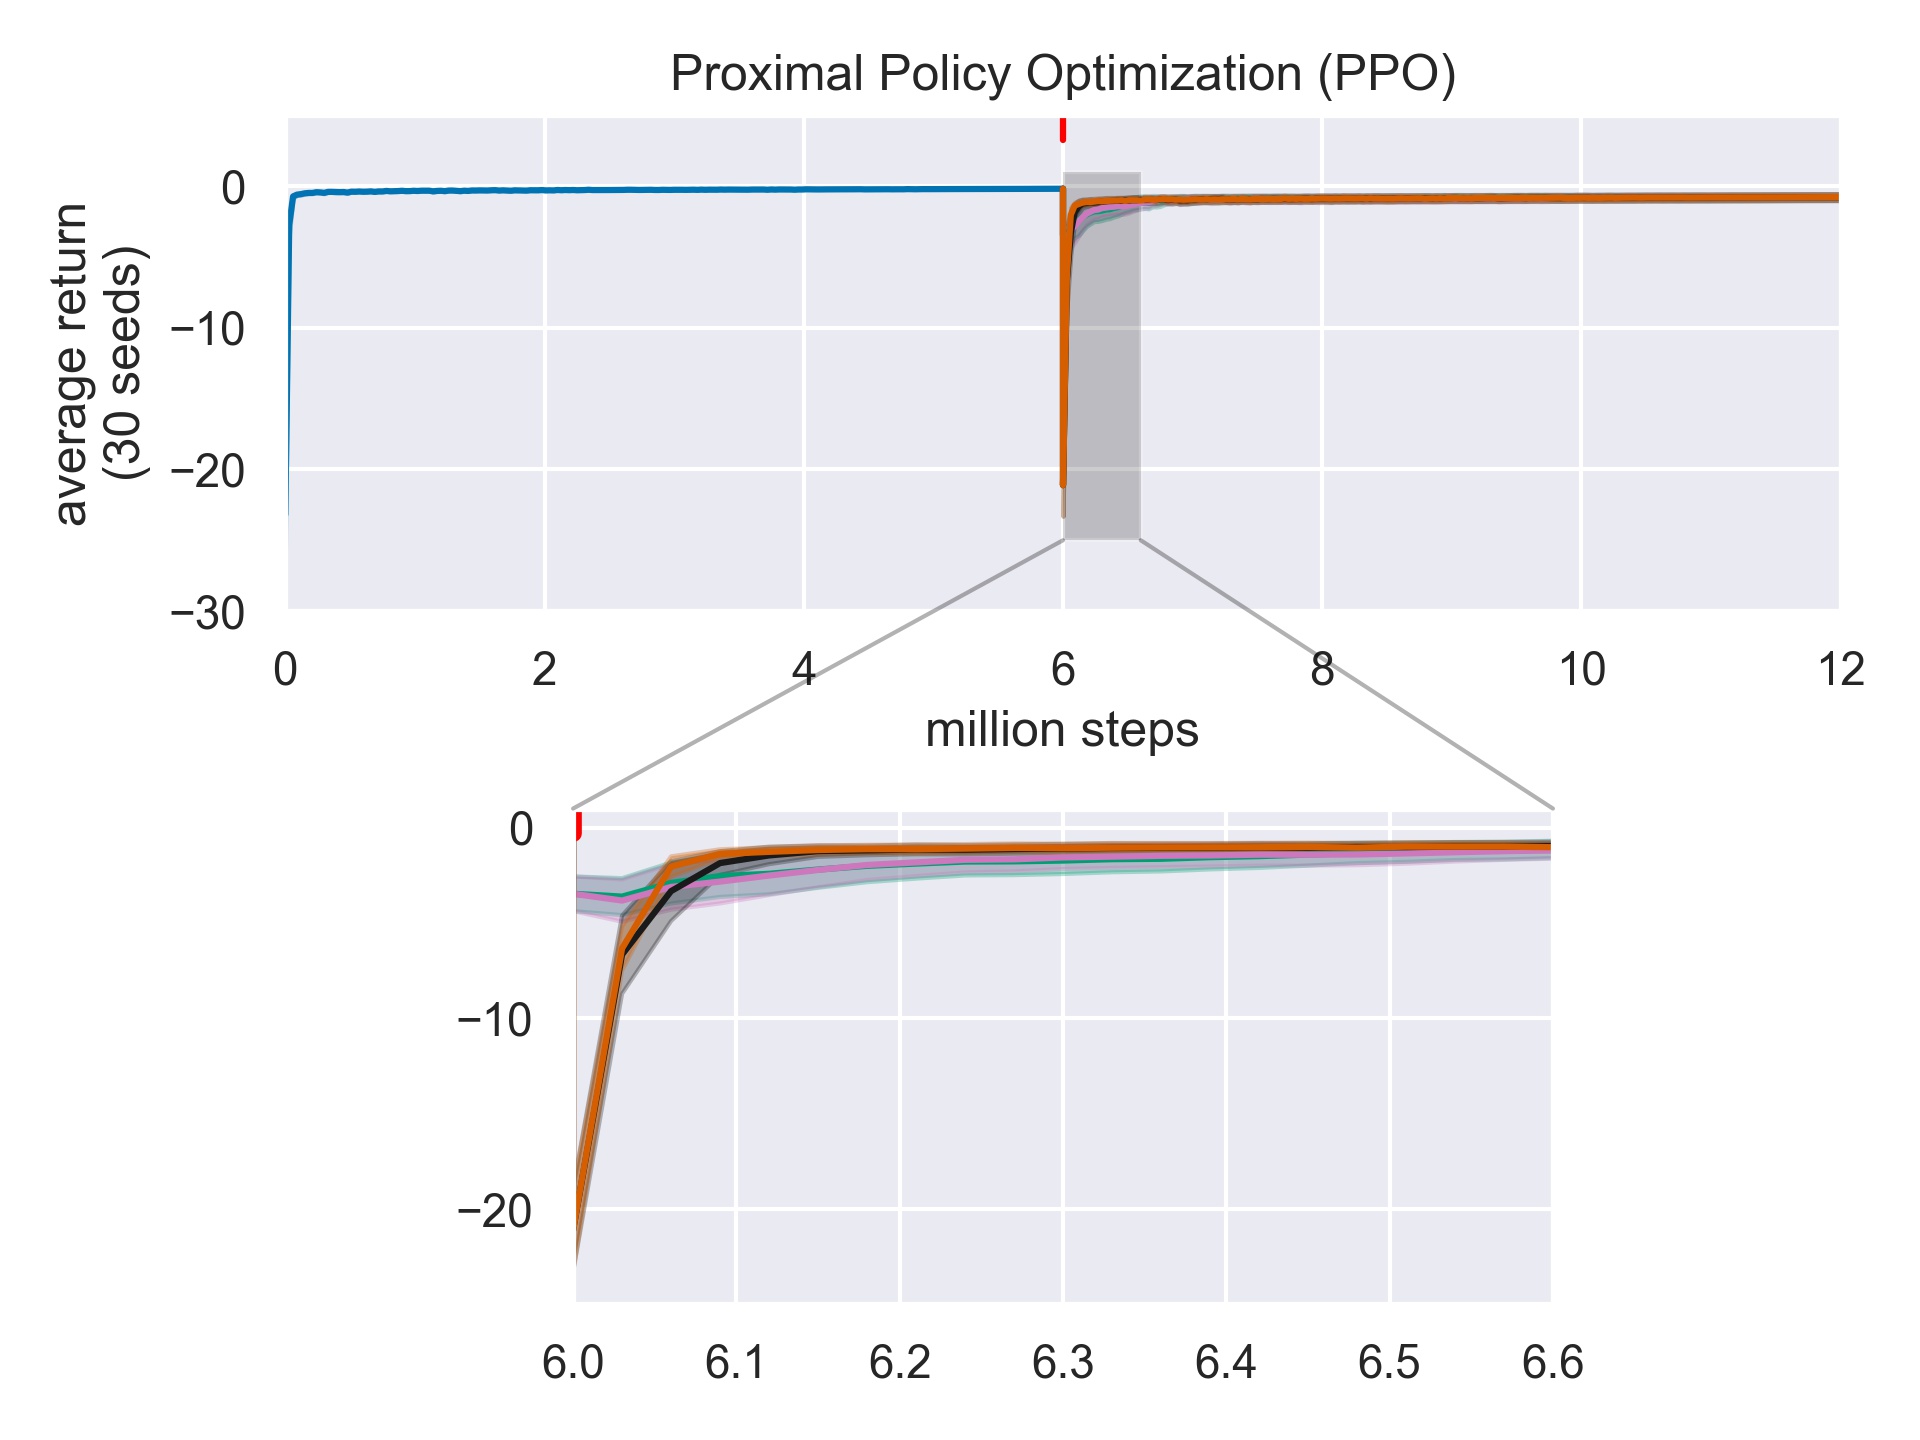 Proximal Policy Optimization (PPO)
average return
(30 seeds)
0
−10
−20
−30
0 2 4 6 8 10 12
million steps
0
−10
−20
6.0 6.1 6.2 6.3 6.4 6.5 6.6